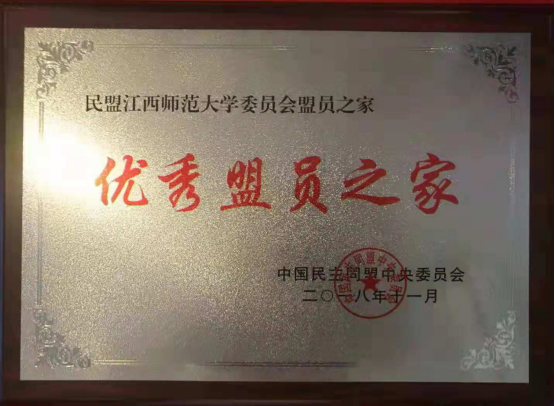 民盟江西师范大学委员会盟员之家
优秀盟员之家
中国民主同盟中央委员会
二〇一八年十一月